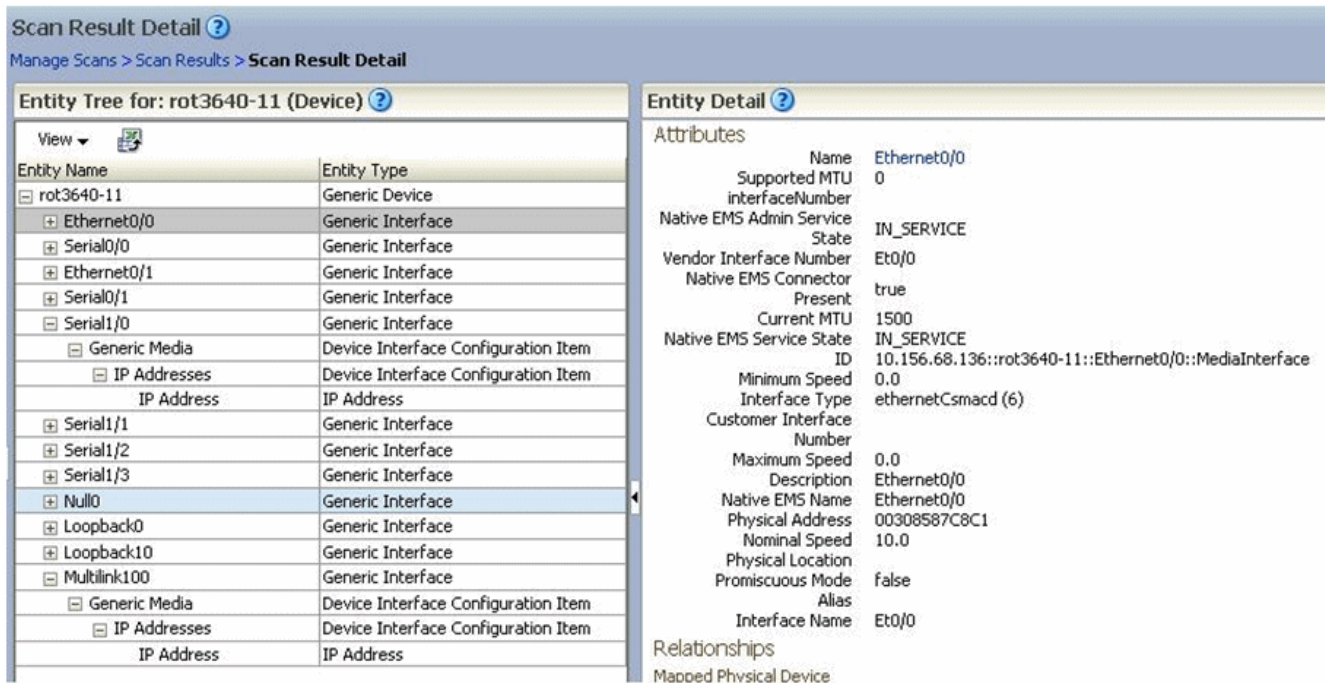 Scan Result Detail
Manage Scans > Scan Results > Scan Result Detail
Entity Tree for: rot3640-11 (Device)
View
Entity Name Entity Type
rot3640-11 Generic Device
Ethernet0/0 Generic Interface
Serial0/0 Generic Interface
Ethernet0/1 Generic Interface
Serial0/1 Generic Interface
Serial1/0 Generic Interface
Generic Media Device Interface Configuration Item
IP Addresses Device Interface Configuration Item
IP Address IP Address
Serial1/1 Generic Interface
Serial1/2 Generic Interface
Serial1/3 Generic Interface
Null0 Generic Interface
Loopback0 Generic Interface
Loopback10 Generic Interface
Multilink100 Generic Interface
Generic Media Device Interface Configuration Item
IP Addresses Device Interface Configuration Item
IP Address IP Address
Entity Detail
Attributes
Name Ethernet0/0
Supported MTU 0
interfaceNumber
Native EMS Admin Service
State IN_SERVICE
Vendor Interface Number Et0/0
Native EMS Connector
Present true
Current MTU 1500
Native EMS Service State IN_SERVICE
ID 10.156.68.136::rot3640-11::Ethernet0/0::MediaInterface
Minimum Speed 0.0
Interface Type ethernetCsmacd (6)
Customer Interface
Number
Maximum Speed 0.0
Description Ethernet0/0
Native EMS Name Ethernet0/0
Physical Address 00308587C8C1
Nominal Speed 10.0
Physical Location
Promiscuous Mode false
Alias
Interface Name Et0/0
Relationships
Mapped Physical Device